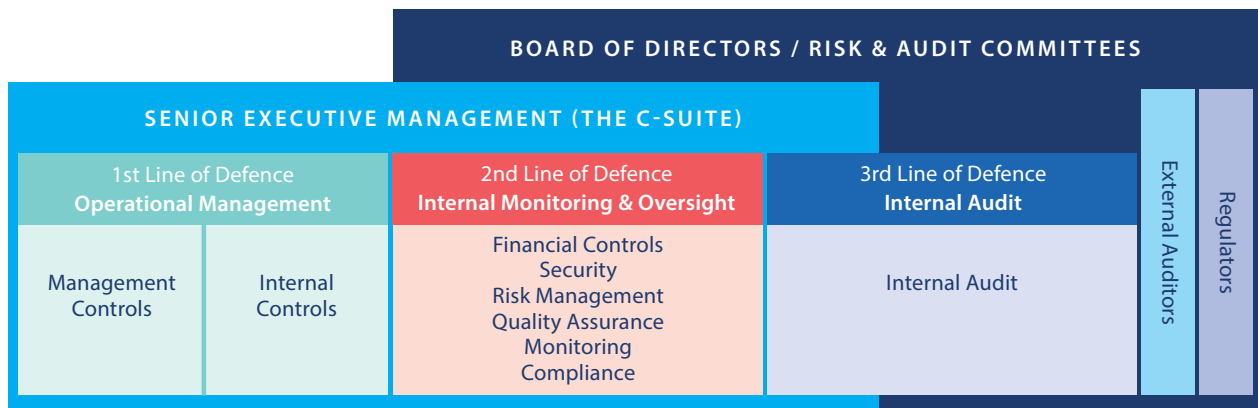 BOARD OF DIRECTORS / RISK & AUDIT COMMITTEES
SENIOR EXECUTIVE MANAGEMENT (THE C-SUITE)
1st Line of Defence
Operational Management
Management
Controls
Internal
Controls
2nd Line of Defence
Internal Monitoring & Oversight
Financial Controls
Security
Risk Management
Quality Assurance
Monitoring
Compliance
3rd Line of Defence
Internal Audit
Internal Audit
External Auditors
Regulators